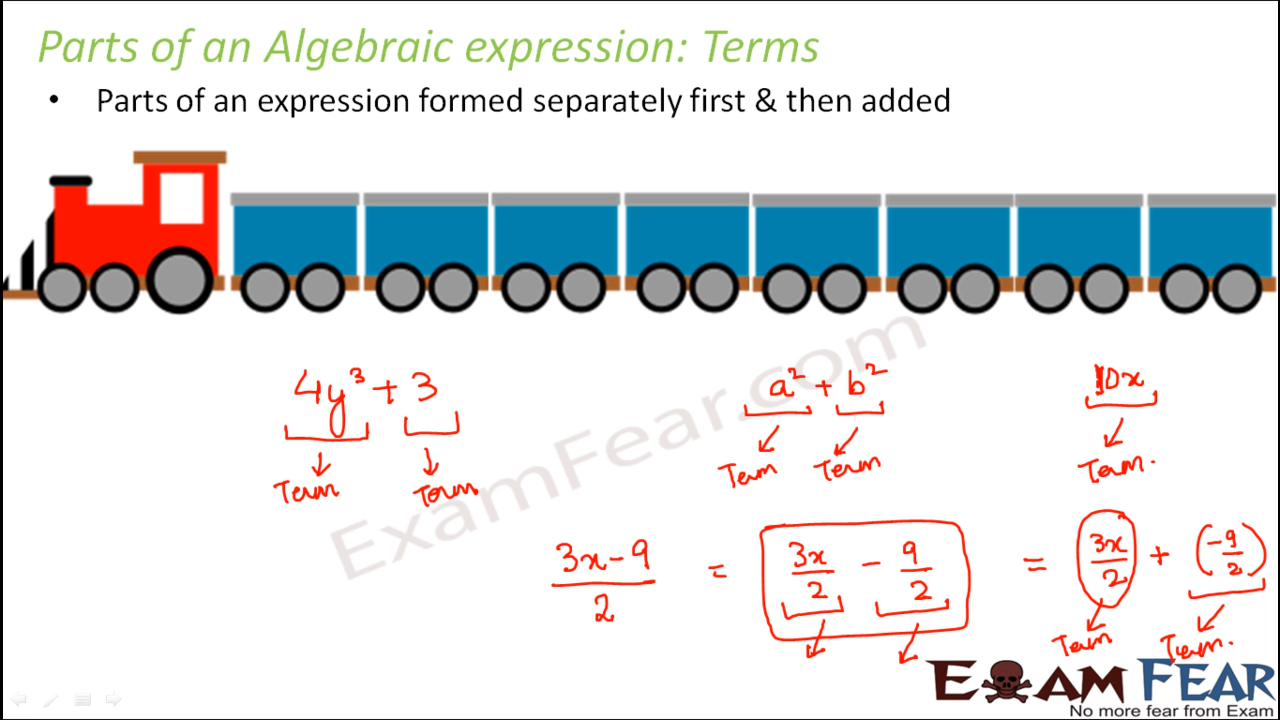 Parts of an Algebraic expression: Terms
• Parts of an expression formed separately first & then added
ExamFear.com
4y³ + 3
Term Term
a² + b²
Term Term
10x
Term.
(3x-9)/2 = 3x/2 - 9/2 = 3x/2 + (-9/2)
Term Term.
EXAM FEAR
No more fear from Exam